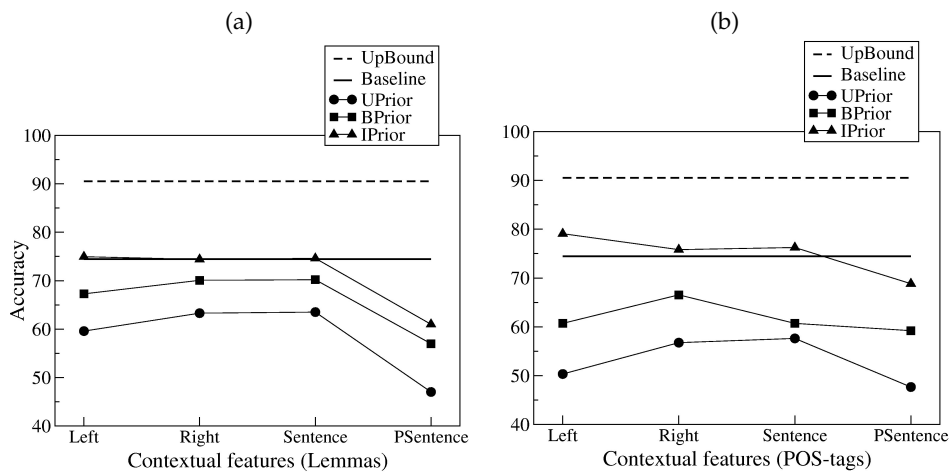 (a)
UpBound
Baseline
UPrior
BPrior
IPrior
100
90
80
70
60
50
40
Accuracy
Left Right Sentence PSentence
Contextual features (Lemmas)
(b)
UpBound
Baseline
UPrior
BPrior
IPrior
100
90
80
70
60
50
40
Left Right Sentence PSentence
Contextual features (POS-tags)